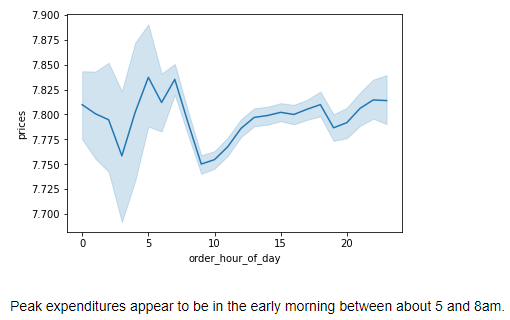 7.900
7.875
7.850
7.825
7.800
7.775
7.750
7.725
7.700
prices
0 5 10 15 20
order_hour_of_day
Peak expenditures appear to be in the early morning between about 5 and 8am.